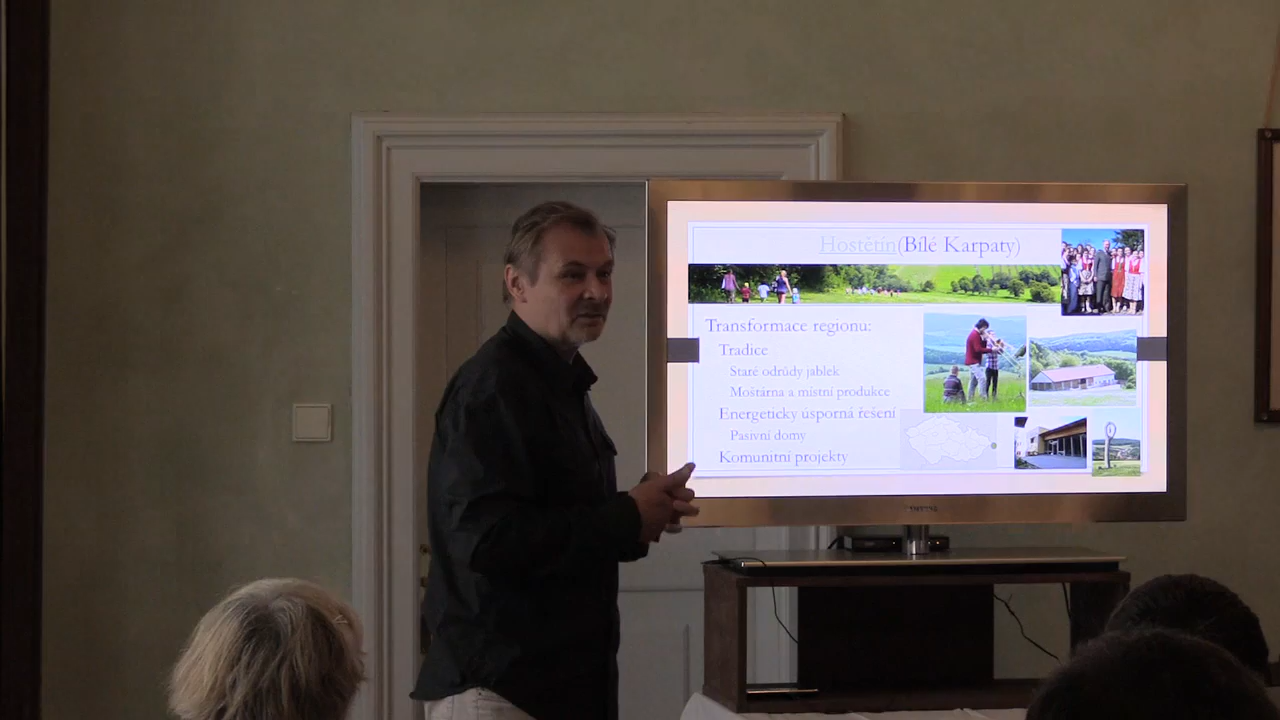 Hostětín(Bílé Karpaty)
Transformace regionu:
Tradice
Staré odrůdy jablek
Moštárna a místní produkce
Energeticky úsporná řešení
Pasivní domy
Komunitní projekty
SAMSUNG